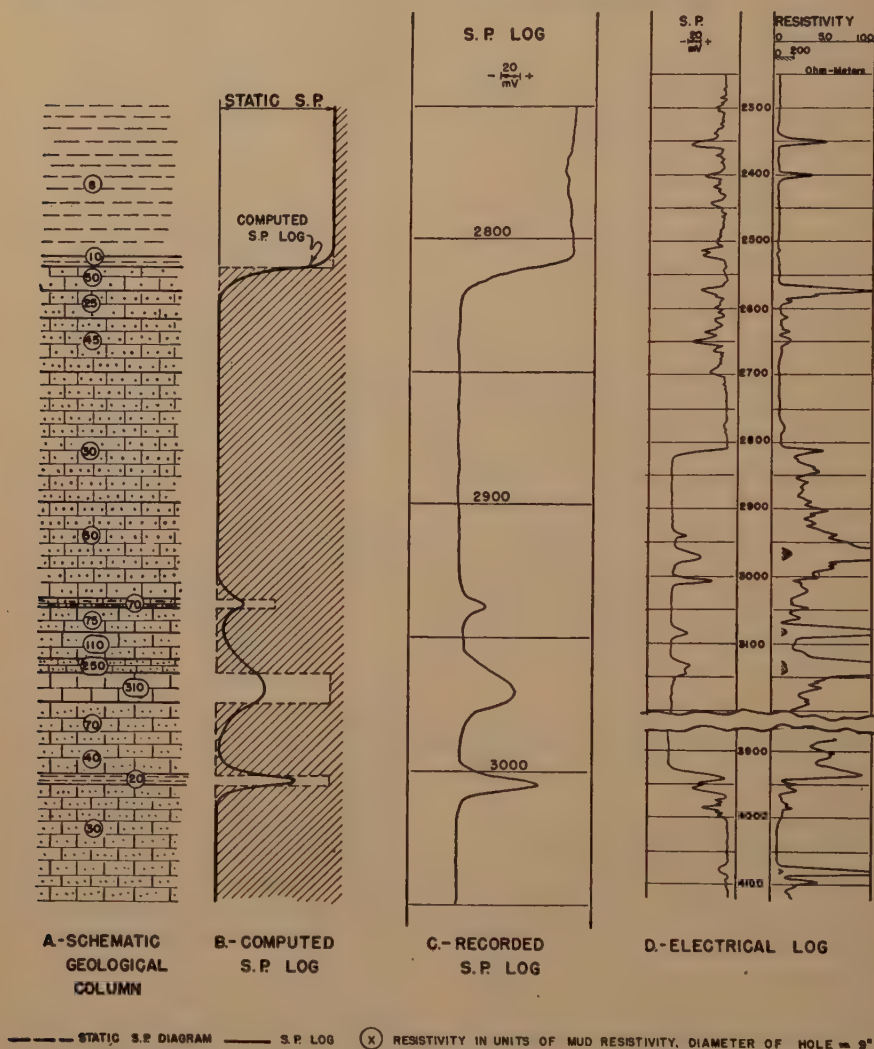 STATIC S.P.
COMPUTED
S.P. LOG
8
10
50
25
45
30
50
70
75
110
250
310
70
40
20
30
A.-SCHEMATIC
GEOLOGICAL
COLUMN
B.-COMPUTED
S.P. LOG
S.P. LOG
- 20 +
mV
2800
2900
3000
C.-RECORDED
S.P. LOG
S.P.
- 20 +
mV
RESISTIVITY
0 50 100
0 200
Ohm-Meters
2300
2400
2500
2600
2700
2800
2900
3000
3100
3900
4000
4100
D.-ELECTRICAL LOG
STATIC S.P. DIAGRAM
S.P. LOG
X RESISTIVITY IN UNITS OF MUD RESISTIVITY. DIAMETER OF HOLE = 9"